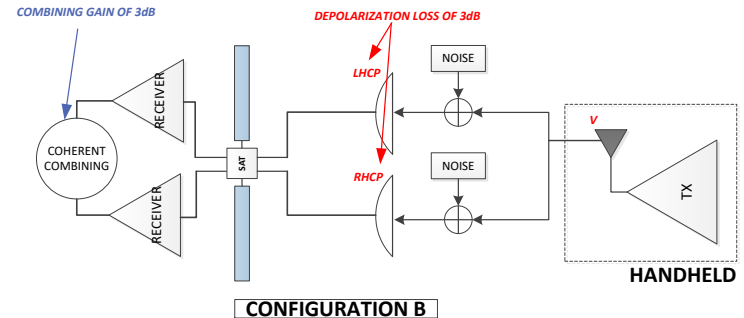 COMBINING GAIN OF 3dB
DEPOLARIZATION LOSS OF 3dB
NOISE
LHCP
RECEIVER
V
COHERENT
COMBINING
SAT
NOISE
RHCP
RECEIVER
TX
HANDHELD
CONFIGURATION B